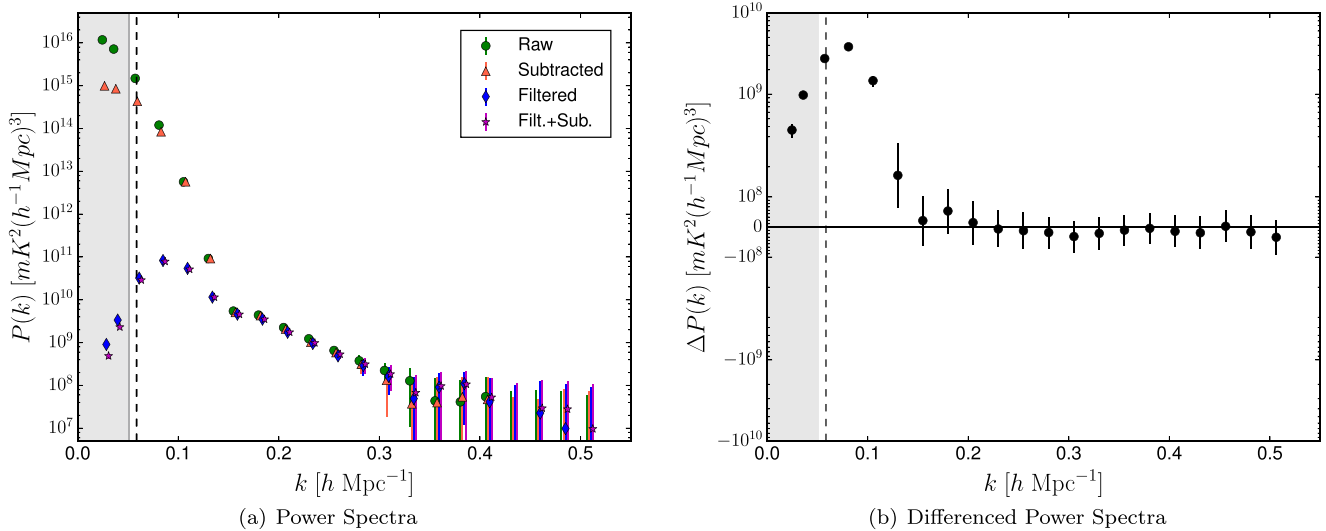 10^16
10^15
10^14
10^13
10^12
10^11
10^10
10^9
10^8
10^7
P(k) [mK^2(h^−1Mpc)^3]
Raw
Subtracted
Filtered
Filt.+Sub.
0.0 0.1 0.2 0.3 0.4 0.5
k [h Mpc^−1]
(a) Power Spectra
10^10
10^9
10^8
0
−10^8
−10^9
−10^10
ΔP(k) [mK^2(h^−1Mpc)^3]
0.0 0.1 0.2 0.3 0.4 0.5
k [h Mpc^−1]
(b) Differenced Power Spectra